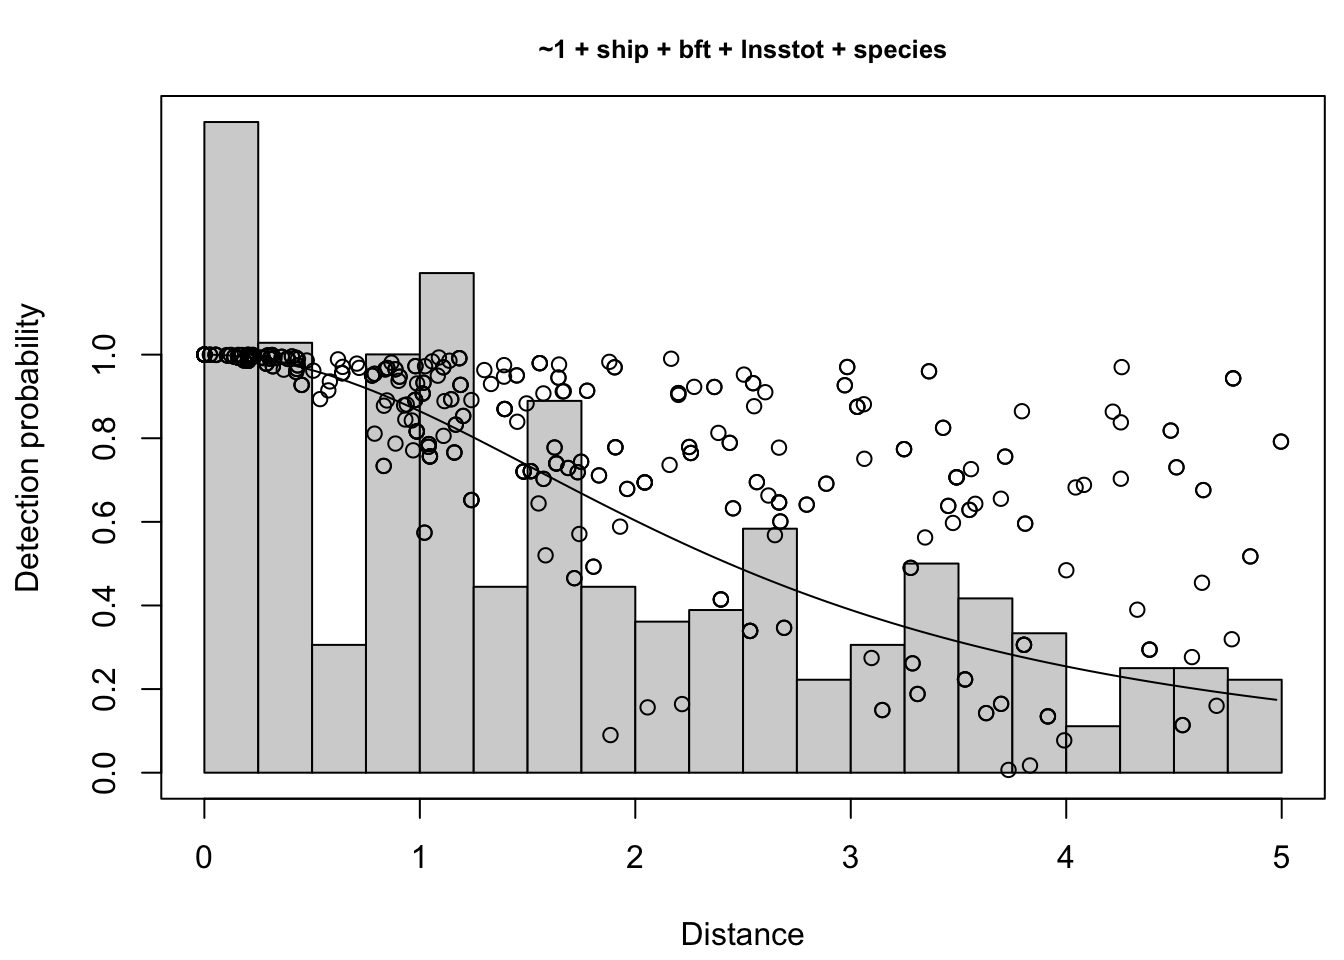 ~1 + ship + bft + lnsstot + species
Detection probability
1.0
0.8
0.6
0.4
0.2
0.0
0 1 2 3 4 5
Distance